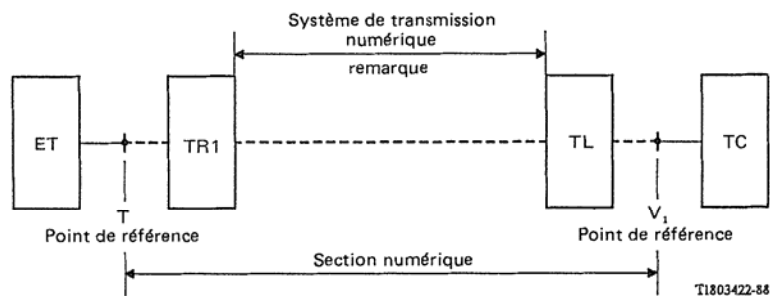 Système de transmission
numérique
remarque
ET
TR1
TL
TC
T
Point de référence
V₁
Point de référence
Section numérique
T1803422-88